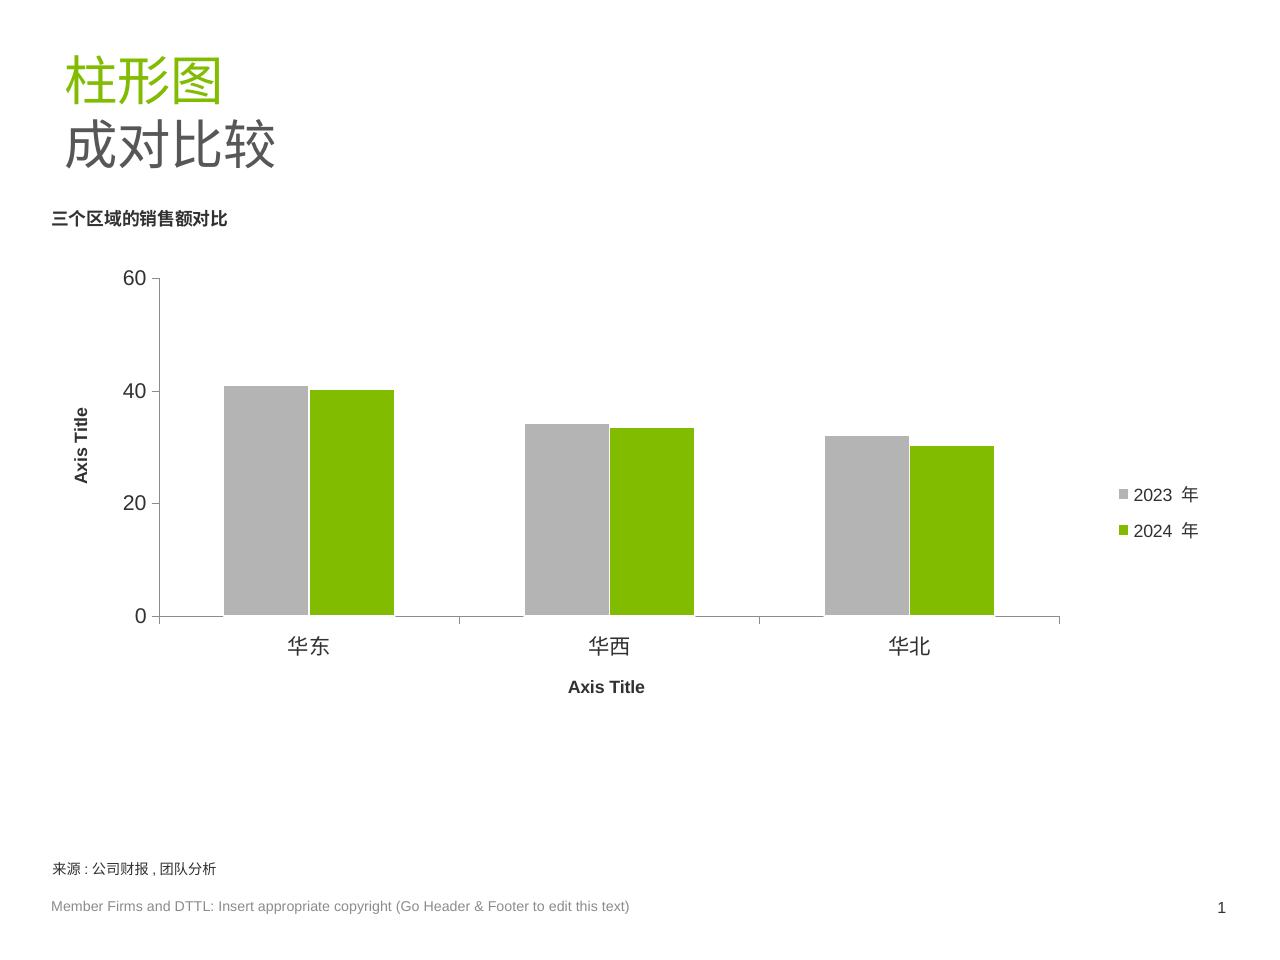 柱形图
成对比较
三个区域的销售额对比
60
40
20
0
Axis Title
华东
华西
华北
Axis Title
2023 年
2024 年
来源 : 公司财报 , 团队分析
Member Firms and DTTL: Insert appropriate copyright (Go Header & Footer to edit this text)
1